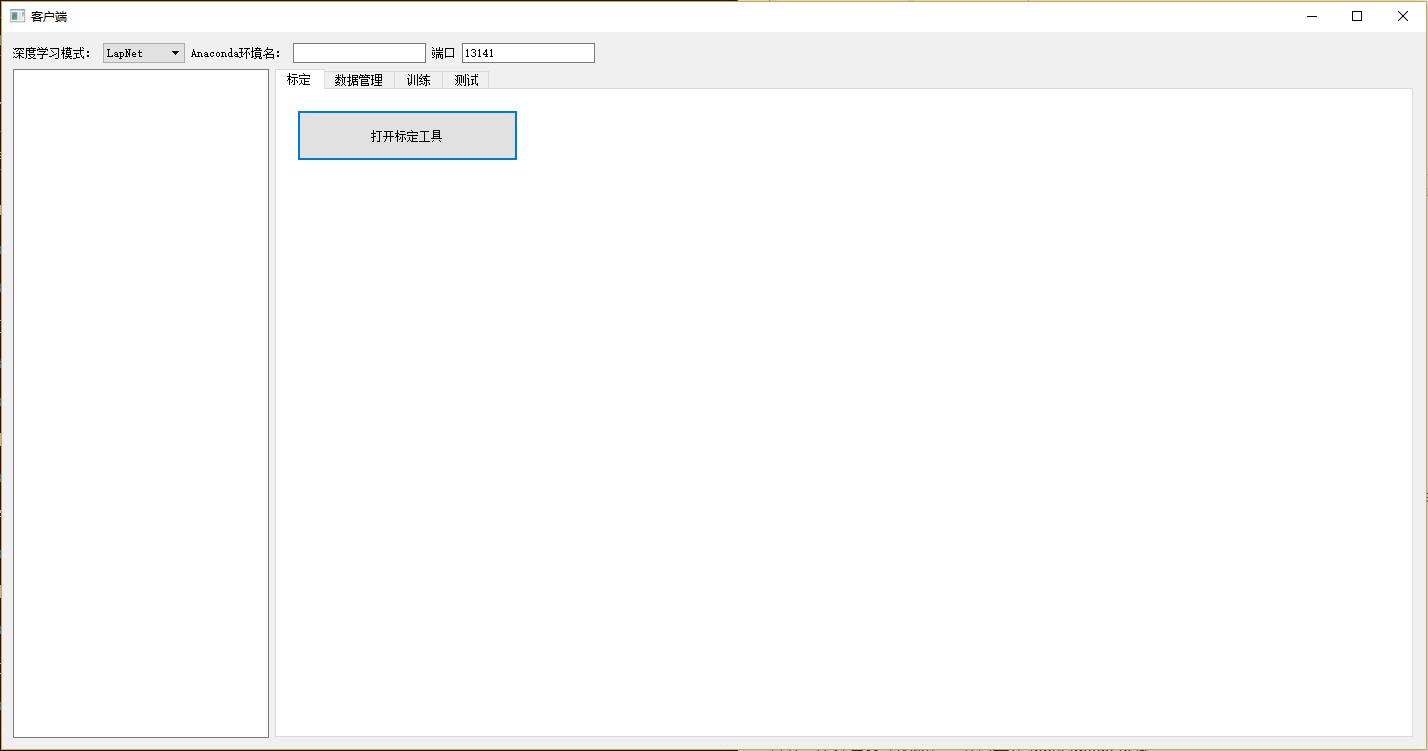 客户端
深度学习模式： LapNet Anaconda环境名： 端口 13141
标定 数据管理 训练 测试
打开标定工具